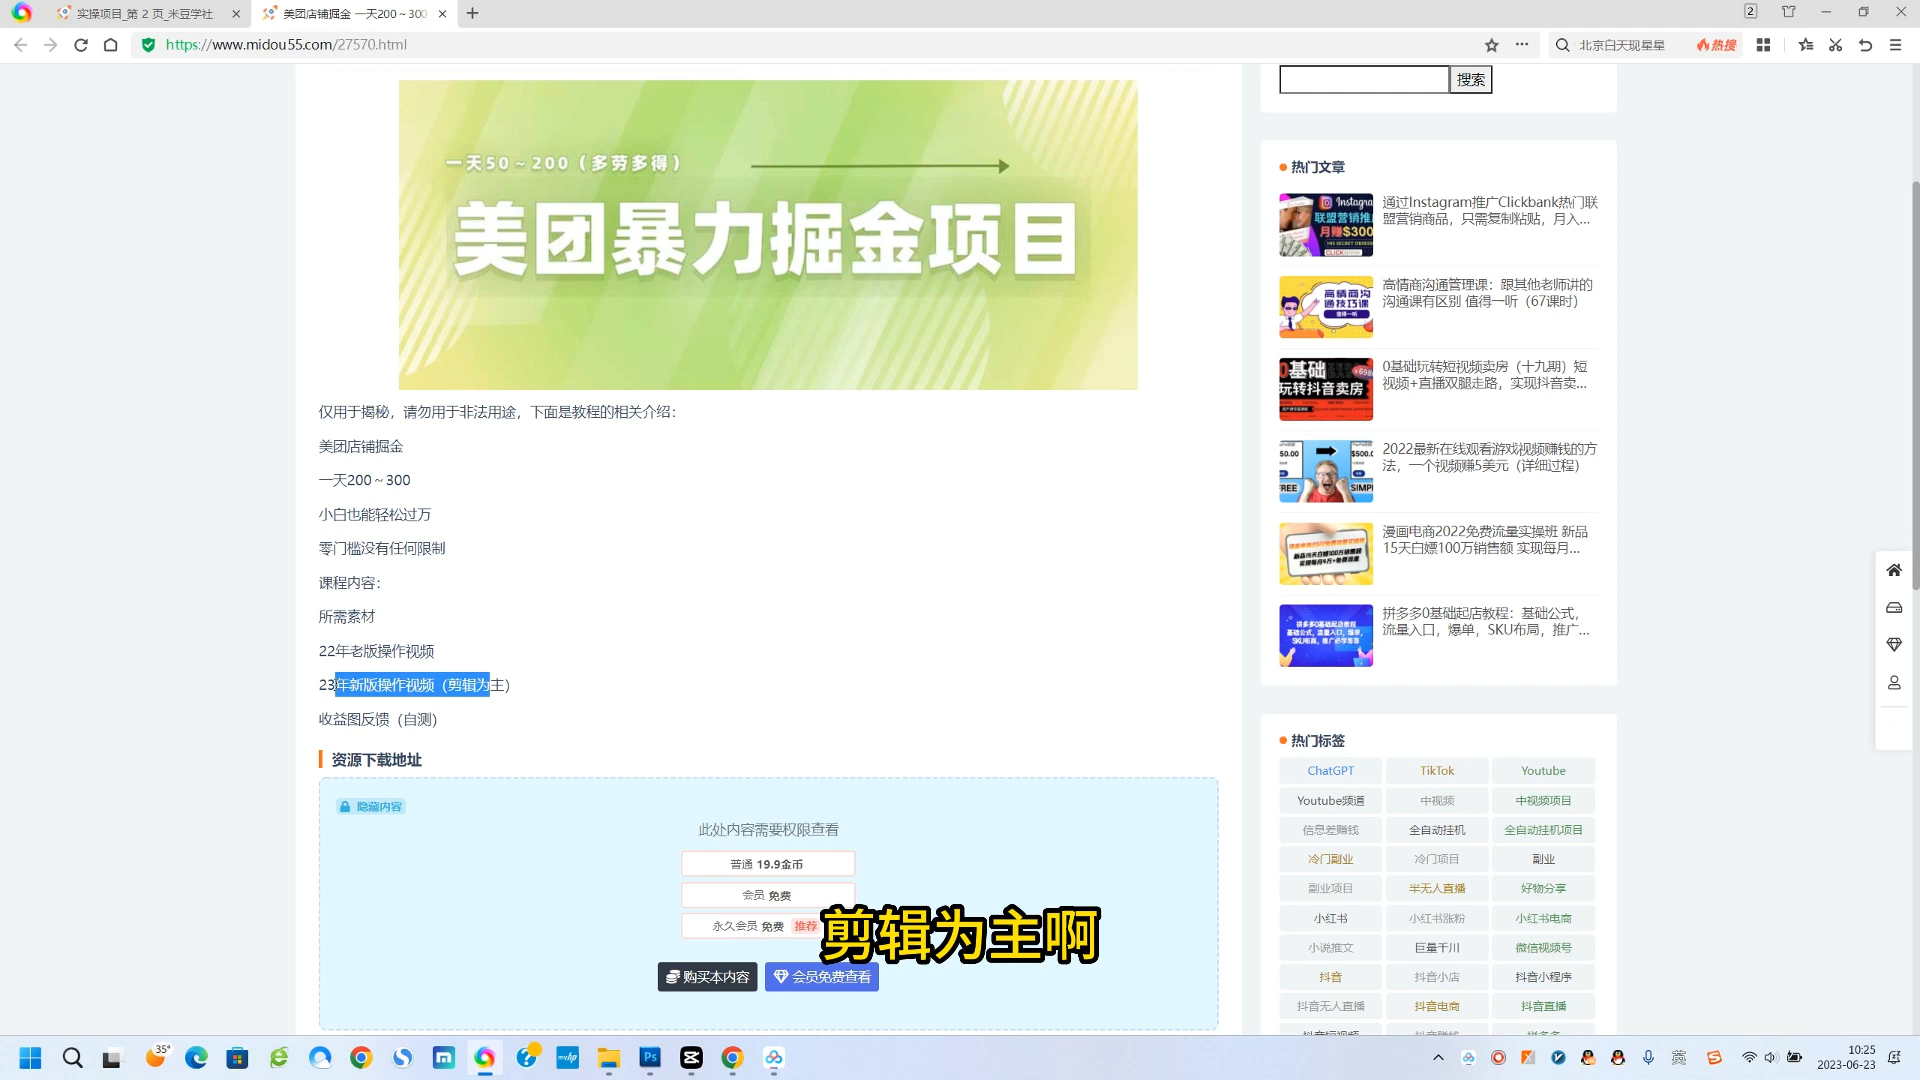 实操项目_第 2 页_米豆学社
美团店铺掘金 一天200～300
https://www.midou55.com/27570.html
北京白天现星星
热搜
搜索
一天50～200（多劳多得）
美团暴力掘金项目
仅用于揭秘，请勿用于非法用途，下面是教程的相关介绍：
美团店铺掘金
一天200～300
小白也能轻松过万
零门槛没有任何限制
课程内容：
所需素材
22年老版操作视频
23年新版操作视频（剪辑为主）
收益图反馈（自测）
资源下载地址
隐藏内容
此处内容需要权限查看
普通 19.9金币
会员 免费
永久会员 免费 推荐
购买本内容
会员免费查看
剪辑为主啊
热门文章
通过Instagram推广Clickbank热门联
盟营销商品，只需复制粘贴，月入...
高情商沟通管理课：跟其他老师讲的
沟通课有区别 值得一听（67课时）
0基础玩转短视频卖房（十九期）短
视频+直播双腿走路，实现抖音卖...
2022最新在线观看游戏视频赚钱的方
法，一个视频赚5美元（详细过程）
漫画电商2022免费流量实操班 新品
15天白嫖100万销售额 实现每月...
拼多多0基础起店教程：基础公式，
流量入口，爆单，SKU布局，推广...
热门标签
ChatGPT TikTok Youtube
Youtube频道 中视频 中视频项目
信息差赚钱 全自动挂机 全自动挂机项目
冷门副业 冷门项目 副业
副业项目 半无人直播 好物分享
小红书 小红书涨粉 小红书电商
小说推文 巨量千川 微信视频号
抖音 抖音小店 抖音小程序
抖音无人直播 抖音电商 抖音直播
35°
英
10:25
2023-06-23